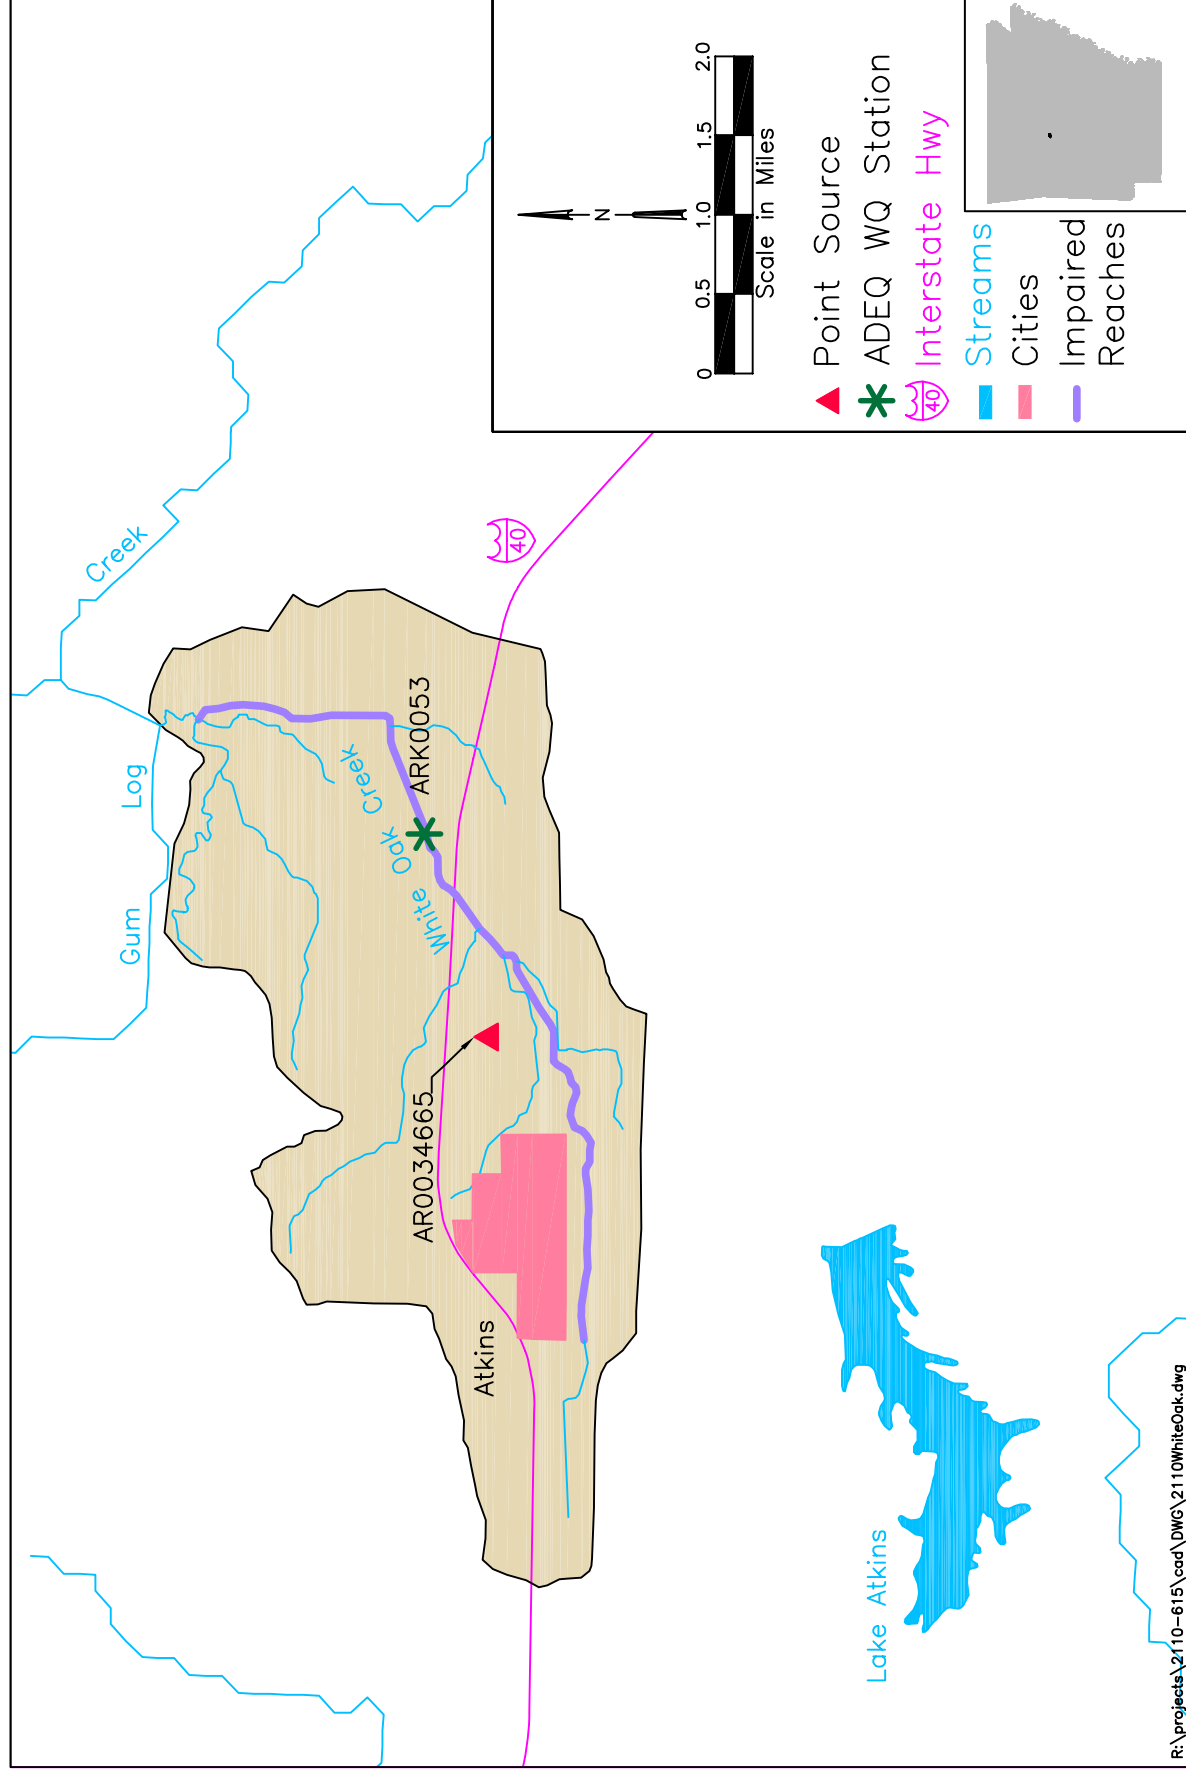 Gum Log Creek
White Oak Creek
ARK0053
40
AR0034665
Atkins
Lake Atkins
N
0 0.5 1.0 1.5 2.0
Scale in Miles
Point Source
ADEQ WQ Station
40 Interstate Hwy
Streams
Cities
Impaired
Reaches
R:\projects\2110-615\cad\DWG\2110WhiteOak.dwg